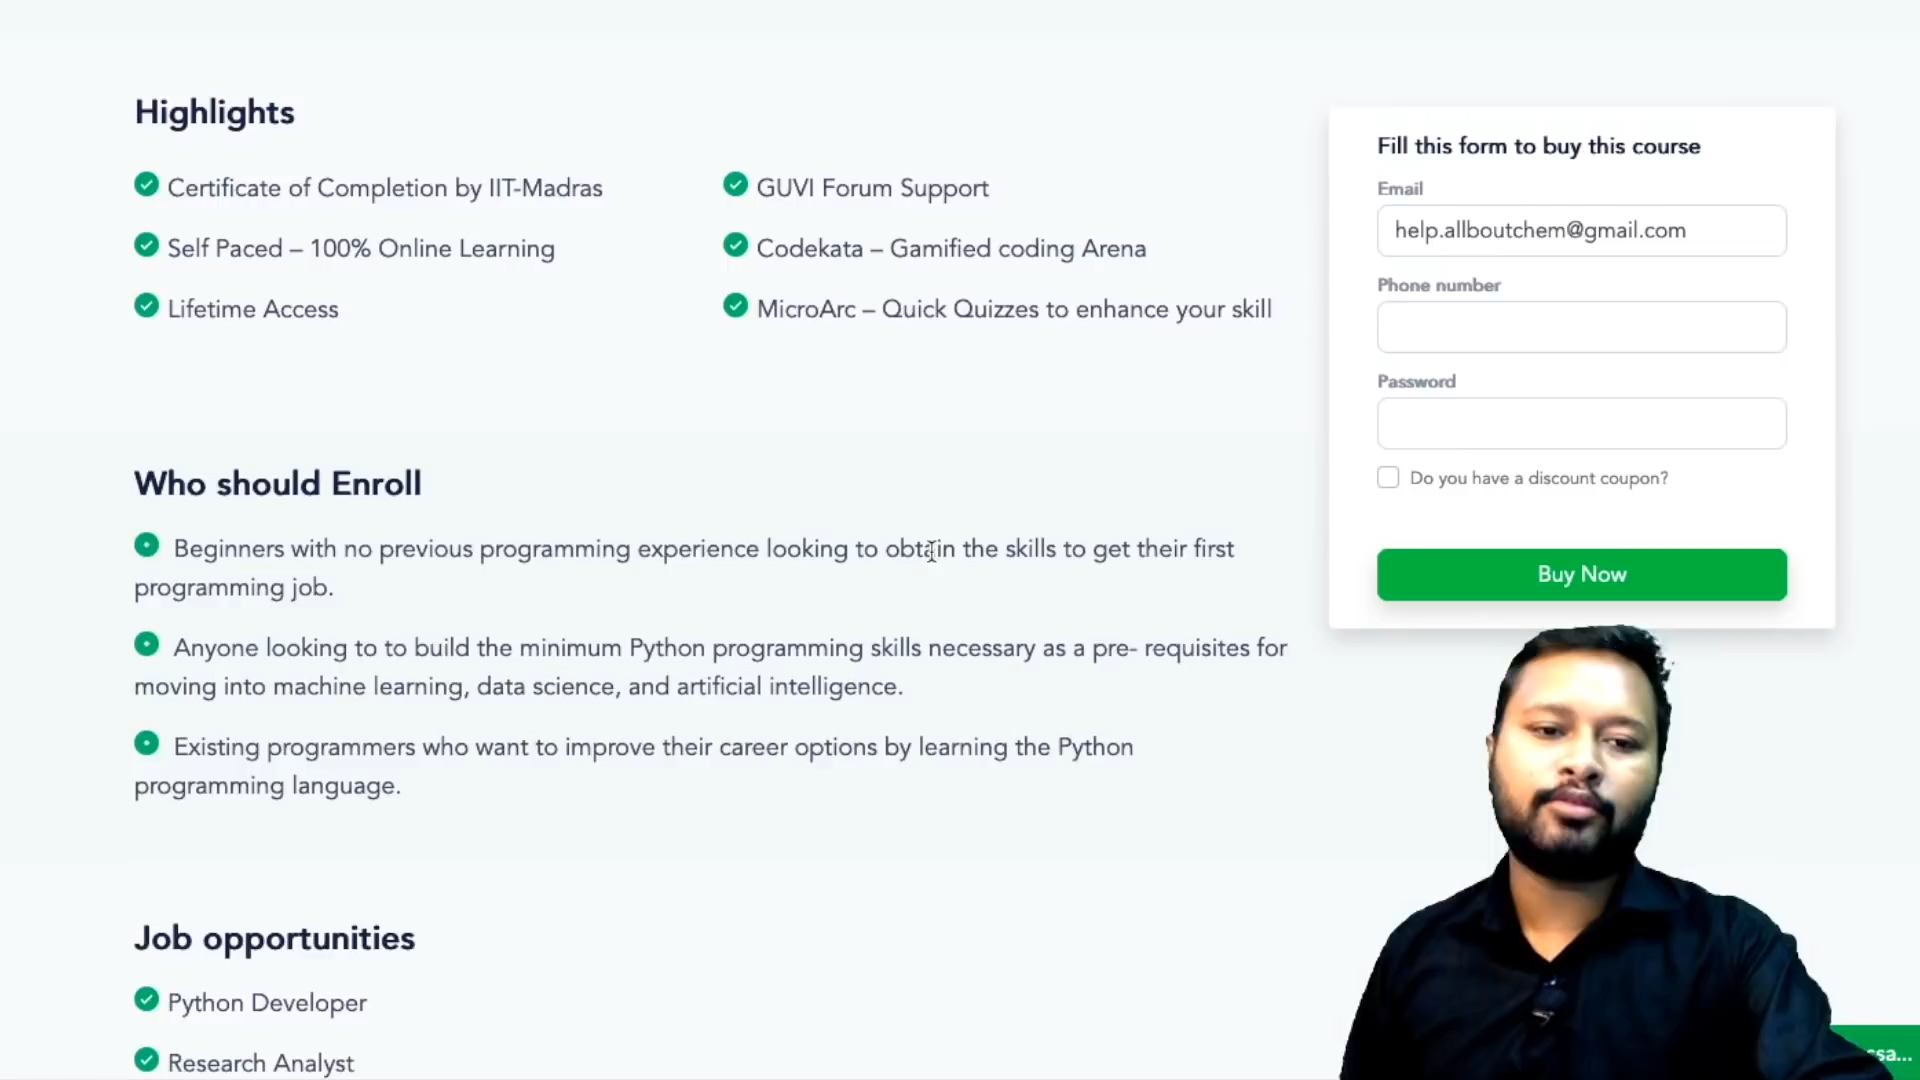 Highlights
Certificate of Completion by IIT-Madras
GUVI Forum Support
Self Paced – 100% Online Learning
Codekata – Gamified coding Arena
Lifetime Access
MicroArc – Quick Quizzes to enhance your skill
Fill this form to buy this course
Email
help.allboutchem@gmail.com
Phone number
Password
Do you have a discount coupon?
Buy Now
Who should Enroll
Beginners with no previous programming experience looking to obtain the skills to get their first
programming job.
Anyone looking to to build the minimum Python programming skills necessary as a pre- requisites for
moving into machine learning, data science, and artificial intelligence.
Existing programmers who want to improve their career options by learning the Python
programming language.
Job opportunities
Python Developer
Research Analyst